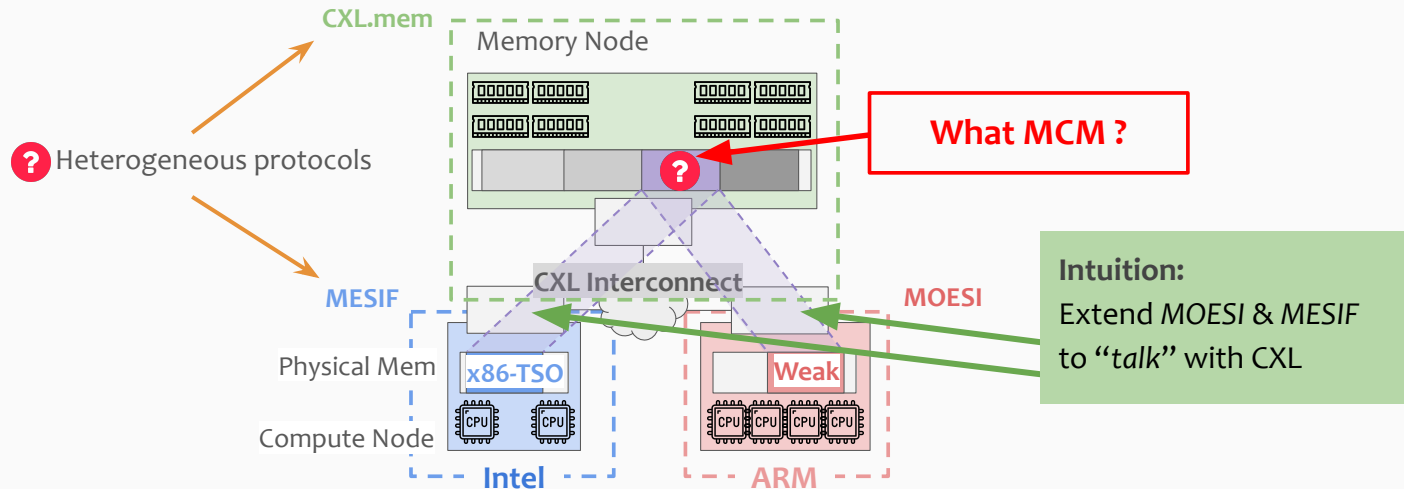 CXL.mem
Memory Node
What MCM ?
?
? Heterogeneous protocols
CXL Interconnect
MESIF
MOESI
Intuition:
Extend MOESI & MESIF
to “talk” with CXL
Physical Mem
x86-TSO
Weak
CPU
CPU
CPU
CPU
CPU
CPU
Compute Node
Intel
ARM